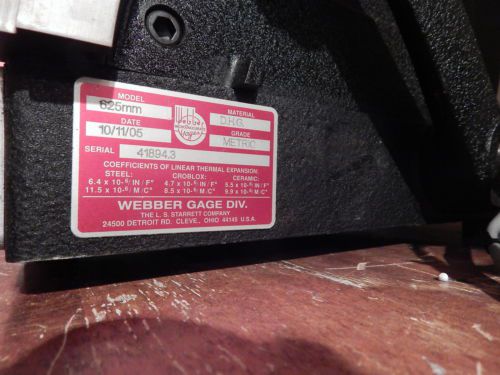 MODEL
625mm
MATERIAL
D.H.G.
DATE
10/11/05
GRADE
METRIC
SERIAL 41894.3
COEFFICIENTS OF LINEAR THERMAL EXPANSION:
STEEL: CROBLOX: CERAMIC:
6.4 x 10-6/ IN / F° 4.7 x 10-6/ IN / F° 5.5 x 10-6/ IN / F°
11.5 x 10-6/ M /C° 8.5 x 10-6/ M /C° 9.9 x 10-6/ M /C°
WEBBER GAGE DIV.
THE L. S. STARRETT COMPANY
24500 DETROIT RD. CLEVE., OHIO 44145 U.S.A.